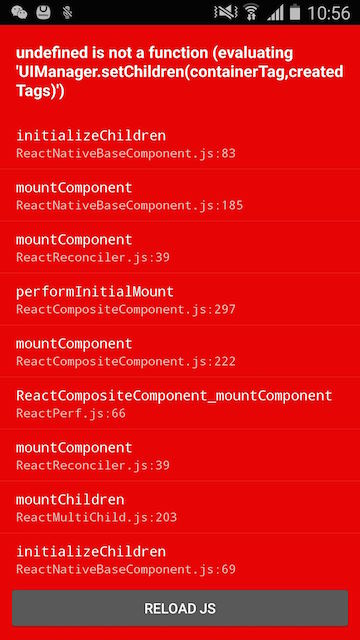 10:56
undefined is not a function (evaluating
'UIManager.setChildren(containerTag,created
Tags)')
initializeChildren
ReactNativeBaseComponent.js:83
mountComponent
ReactNativeBaseComponent.js:185
mountComponent
ReactReconciler.js:39
performInitialMount
ReactCompositeComponent.js:297
mountComponent
ReactCompositeComponent.js:222
ReactCompositeComponent_mountComponent
ReactPerf.js:66
mountComponent
ReactReconciler.js:39
mountChildren
ReactMultiChild.js:203
initializeChildren
ReactNativeBaseComponent.js:69
RELOAD JS